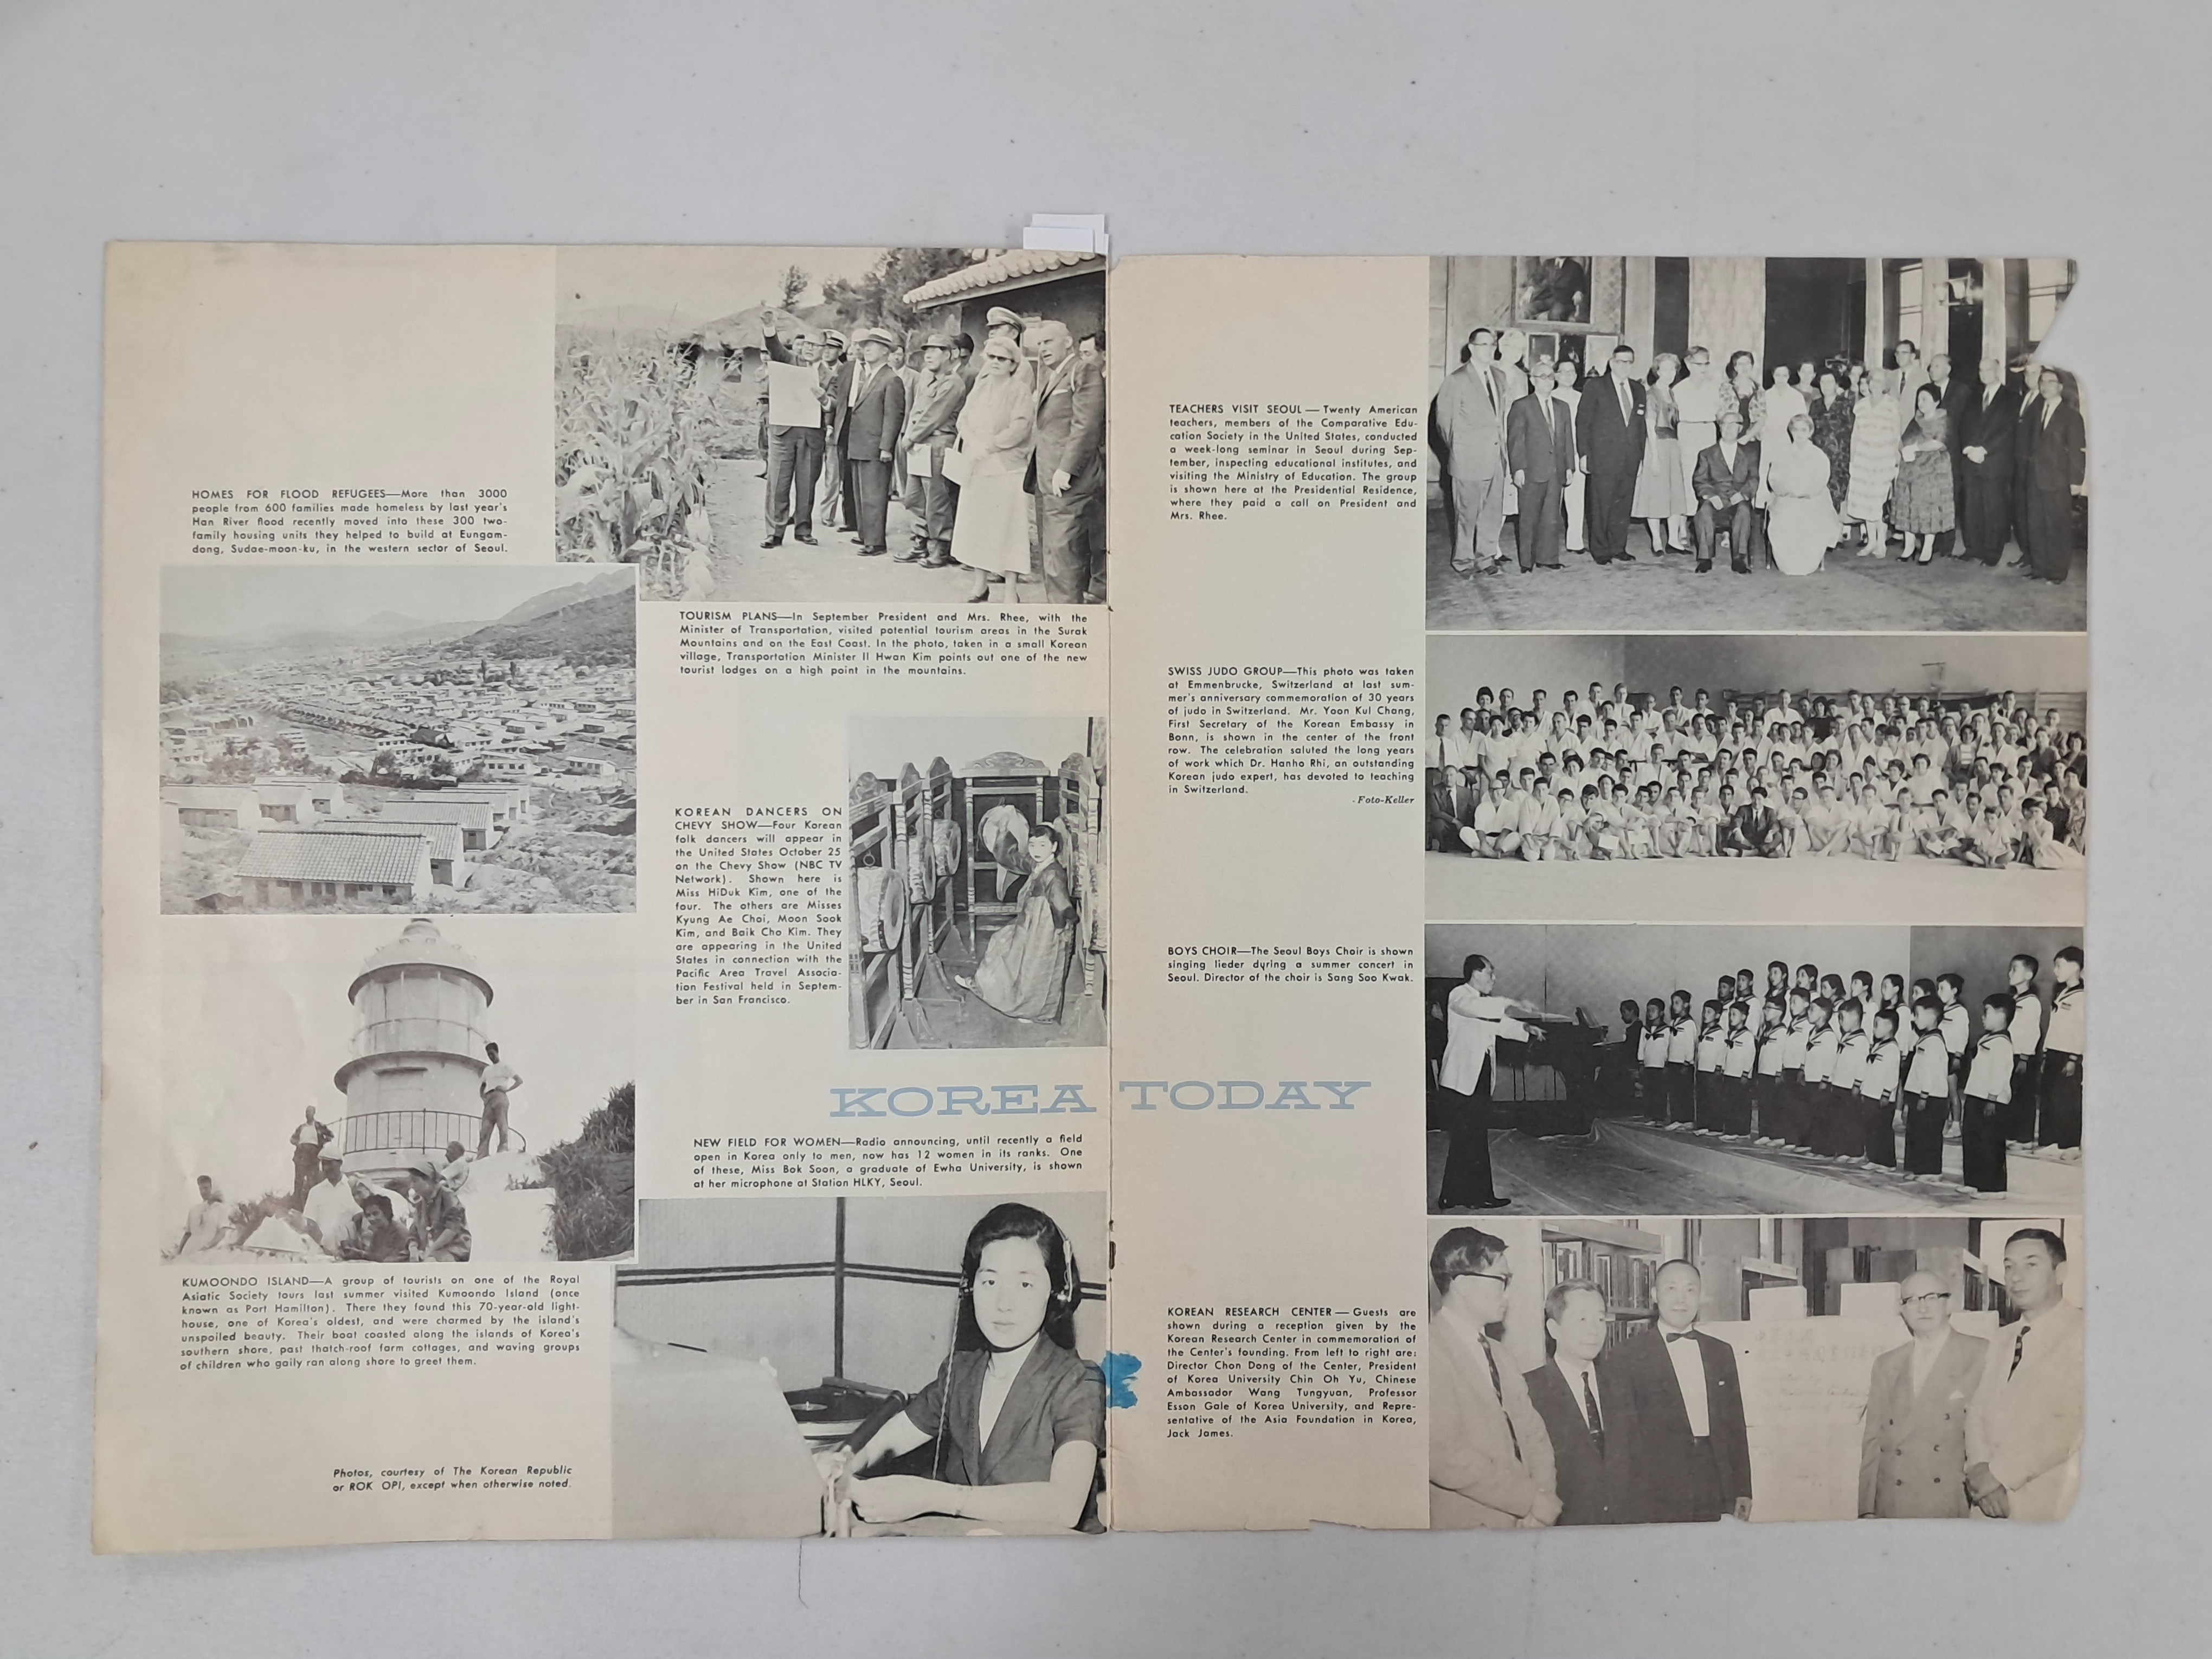 HOMES FOR FLOOD REFUGEES—More than 3000
people from 600 families made homeless by last year's
Han River flood recently moved into these 300 two-
family housing units they helped to build at Eungam-
dong, Sudae-moon-ku, in the western sector of Seoul.
TOURISM PLANS—In September President and Mrs. Rhee, with the
Minister of Transportation, visited potential tourism areas in the Surak
Mountains and on the East Coast. In the photo, taken in a small Korean
village, Transportation Minister Il Hwan Kim points out one of the new
tourist lodges on a high point in the mountains.
KOREAN DANCERS ON
CHEVY SHOW—Four Korean
folk dancers will appear in
the United States October 25
on the Chevy Show (NBC TV
Network). Shown here is
Miss HiDuk Kim, one of the
four. The others are Misses
Kyung Ae Choi, Moon Sook
Kim, and Baik Cho Kim. They
are appearing in the United
States in connection with the
Pacific Area Travel Associa-
tion Festival held in Septem-
ber in San Francisco.
KOREA TODAY
NEW FIELD FOR WOMEN—Radio announcing, until recently a field
open in Korea only to men, now has 12 women in its ranks. One
of these, Miss Bok Soon, a graduate of Ewha University, is shown
at her microphone at Station HLKY, Seoul.
KUMOONDO ISLAND—A group of tourists on one of the Royal
Asiatic Society tours last summer visited Kumoondo Island (once
known as Port Hamilton). There they found this 70-year-old light-
house, one of Korea's oldest, and were charmed by the island's
unspoiled beauty. Their boat coasted along the islands of Korea's
southern shore, past thatch-roof farm cottages, and waving groups
of children who gaily ran along shore to greet them.
Photos, courtesy of The Korean Republic
or ROK OPI, except when otherwise noted.
TEACHERS VISIT SEOUL — Twenty American
teachers, members of the Comparative Edu-
cation Society in the United States, conducted
a week-long seminar in Seoul during Sep-
tember, inspecting educational institutes, and
visiting the Ministry of Education. The group
is shown here at the Presidential Residence,
where they paid a call on President and
Mrs. Rhee.
SWISS JUDO GROUP—This photo was taken
at Emmenbrucke, Switzerland at last sum-
mer's anniversary commemoration of 30 years
of judo in Switzerland. Mr. Yoon Kul Chang,
First Secretary of the Korean Embassy in
Bonn, is shown in the center of the front
row. The celebration saluted the long years
of work which Dr. Hanho Rhi, an outstanding
Korean judo expert, has devoted to teaching
in Switzerland.
- Foto-Keller
BOYS CHOIR—The Seoul Boys Choir is shown
singing lieder during a summer concert in
Seoul. Director of the choir is Sang Soo Kwak.
KOREAN RESEARCH CENTER — Guests are
shown during a reception given by the
Korean Research Center in commemoration of
the Center's founding. From left to right are:
Director Chon Dong of the Center, President
of Korea University Chin Oh Yu, Chinese
Ambassador Wang Tungyuan, Professor
Esson Gale of Korea University, and Repre-
sentative of the Asia Foundation in Korea,
Jack James.